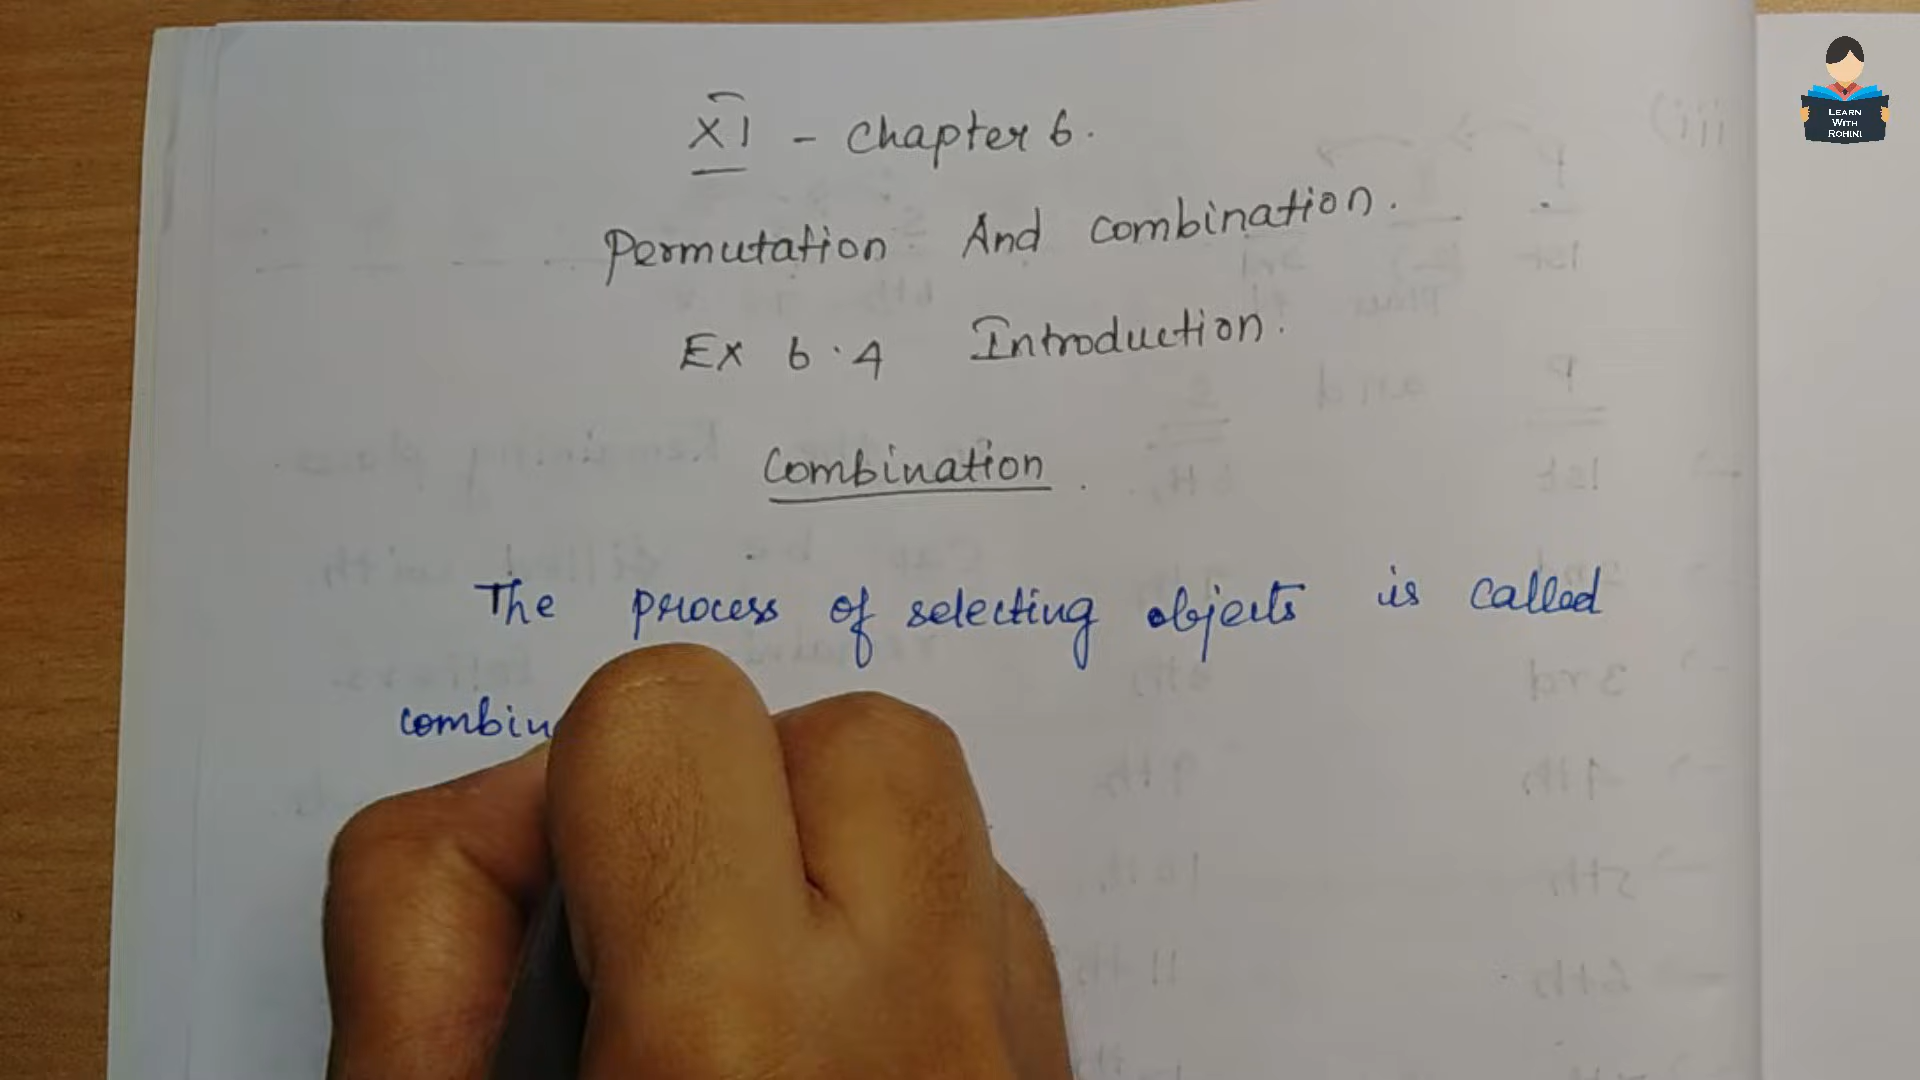 XI - Chapter 6.
Permutation And Combination.
Ex 6.4 Introduction.
Combination.
The process of selecting objects is called
combin
LEARN
WITH
ROHINI